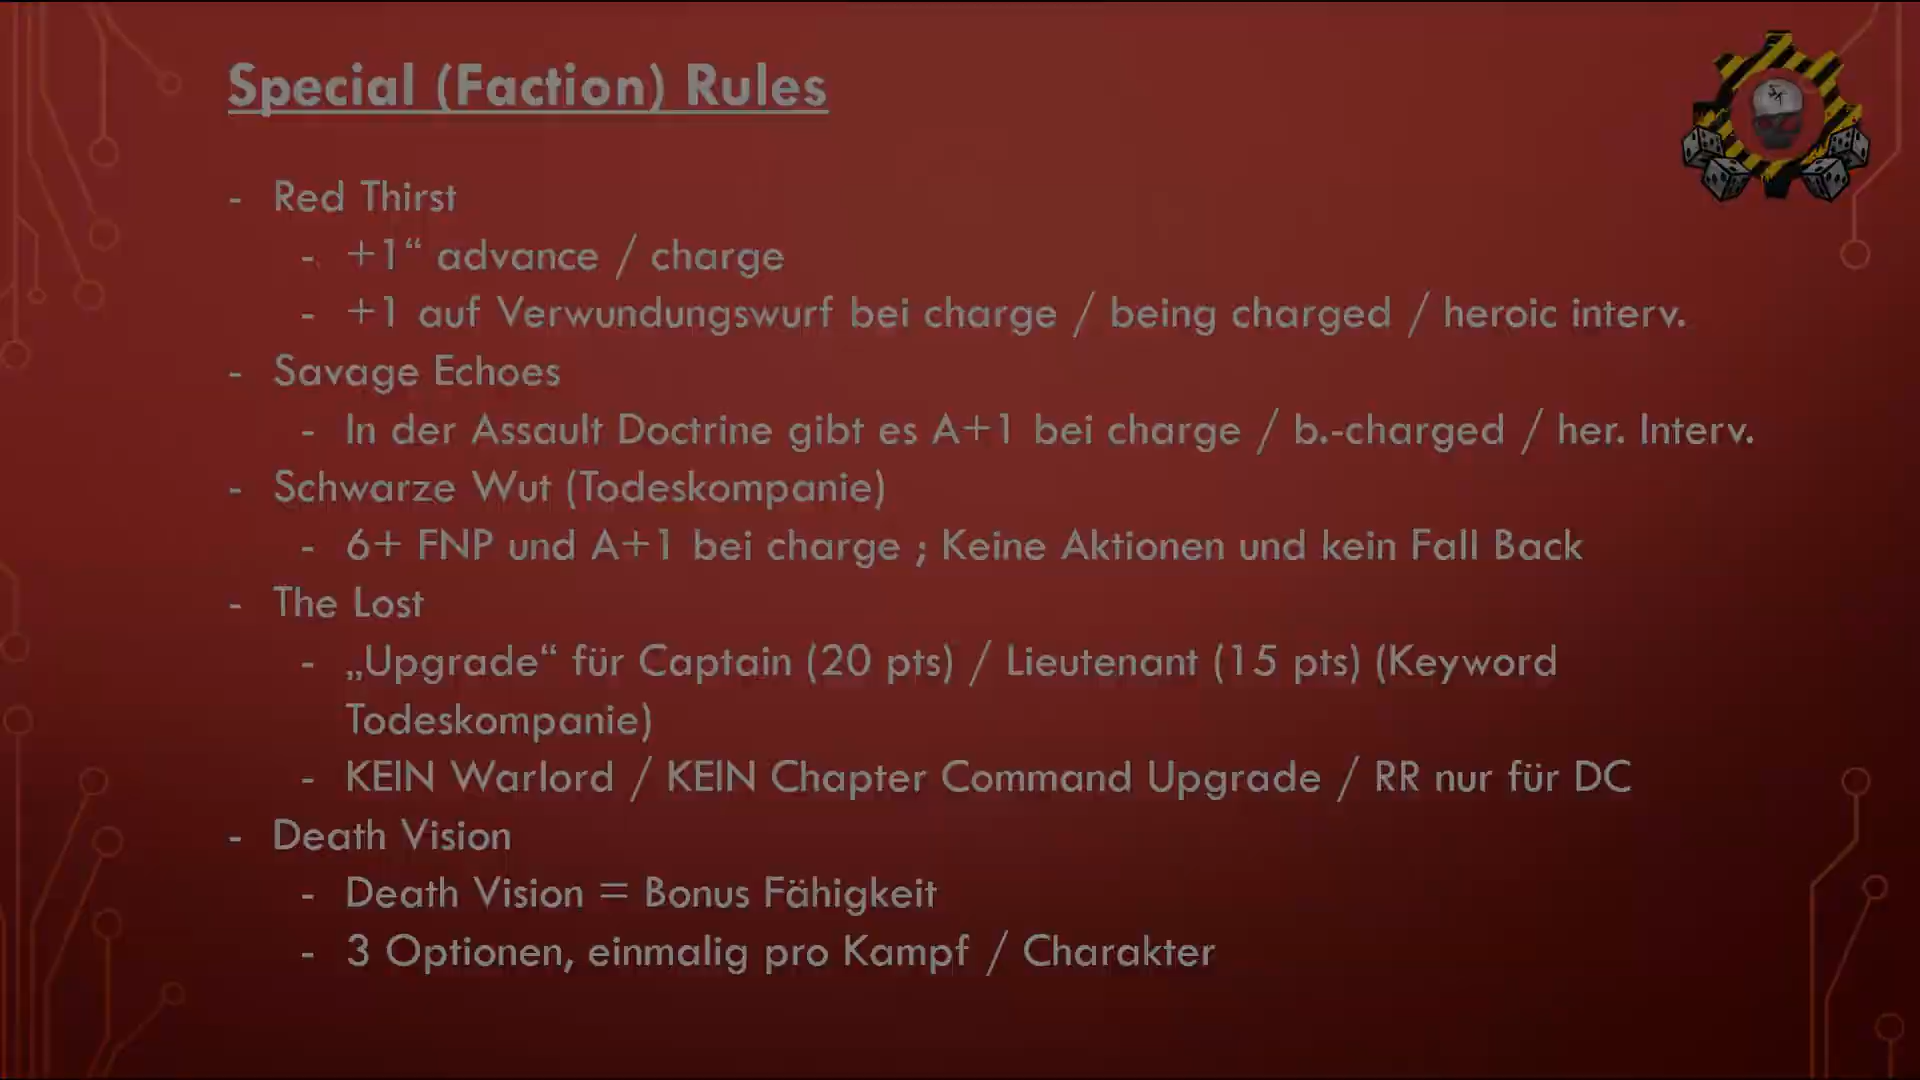 Special (Faction) Rules
- Red Thirst
- +1“ advance / charge
- +1 auf Verwundungswurf bei charge / being charged / heroic interv.
- Savage Echoes
- In der Assault Doctrine gibt es A+1 bei charge / b.-charged / her. Interv.
- Schwarze Wut (Todeskompanie)
- 6+ FNP und A+1 bei charge ; Keine Aktionen und kein Fall Back
- The Lost
- „Upgrade“ für Captain (20 pts) / Lieutenant (15 pts) (Keyword
Todeskompanie)
- KEIN Warlord / KEIN Chapter Command Upgrade / RR nur für DC
- Death Vision
- Death Vision = Bonus Fähigkeit
- 3 Optionen, einmalig pro Kampf / Charakter